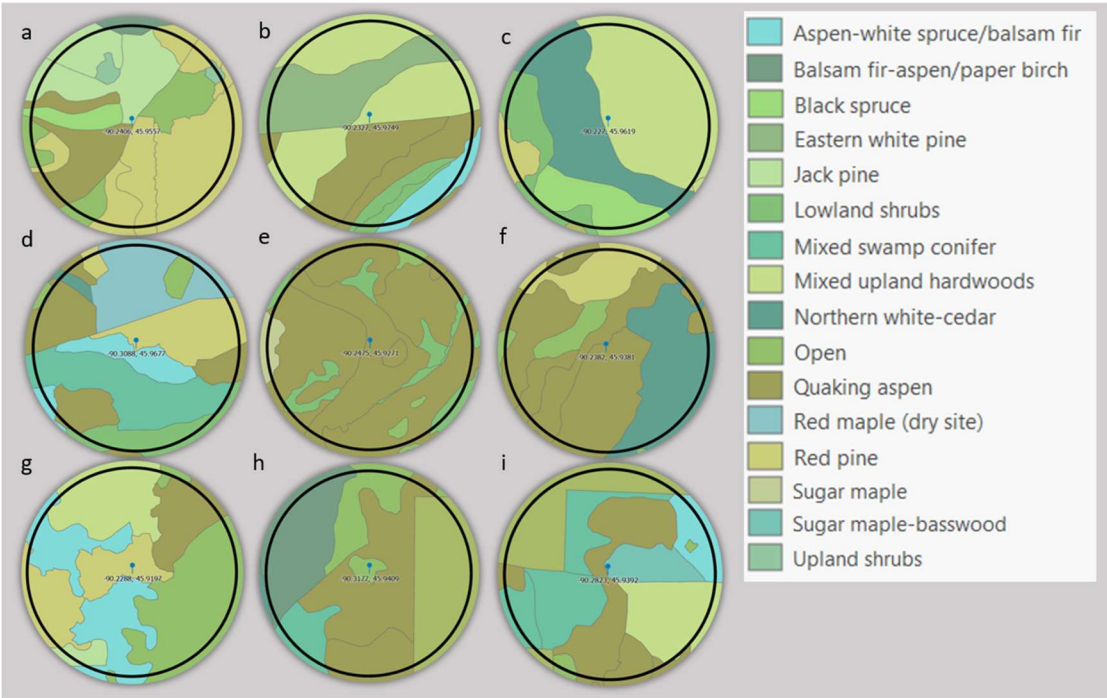 a
b
c
-90.2406, 45.9557
-90.2327, 45.9749
-90.227, 45.9619
d
e
f
-90.3088, 45.9677
-90.2475, 45.9271
-90.2382, 45.9381
g
h
i
-90.2288, 45.9197
-90.3177, 45.9409
-90.2823, 45.9392
Aspen-white spruce/balsam fir
Balsam fir-aspen/paper birch
Black spruce
Eastern white pine
Jack pine
Lowland shrubs
Mixed swamp conifer
Mixed upland hardwoods
Northern white-cedar
Open
Quaking aspen
Red maple (dry site)
Red pine
Sugar maple
Sugar maple-basswood
Upland shrubs